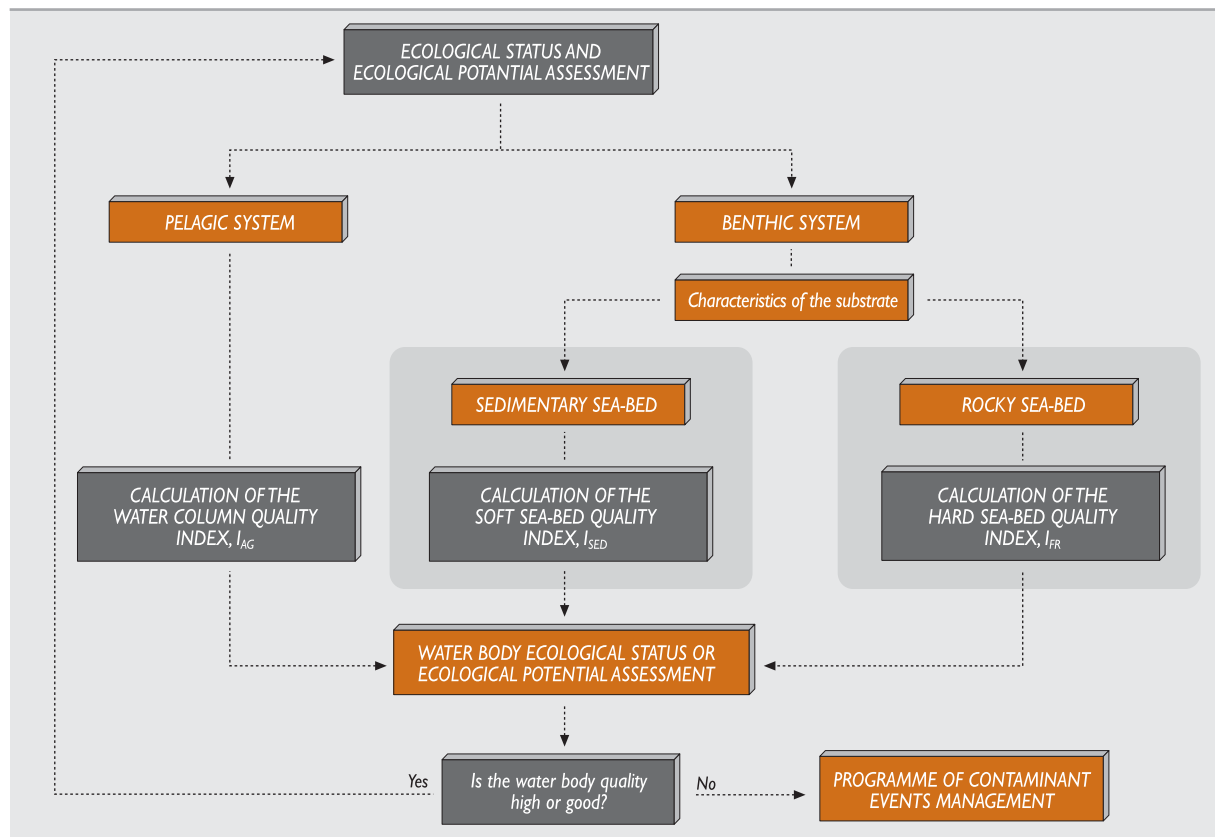 ECOLOGICAL STATUS AND
ECOLOGICAL POTENTIAL ASSESSMENT
PELAGIC SYSTEM
BENTHIC SYSTEM
Characteristics of the substrate
SEDIMENTARY SEA-BED
ROCKY SEA-BED
CALCULATION OF THE
WATER COLUMN QUALITY
INDEX, I_AG
CALCULATION OF THE
SOFT SEA-BED QUALITY
INDEX, I_SED
CALCULATION OF THE
HARD SEA-BED QUALITY
INDEX, I_FR
WATER BODY ECOLOGICAL STATUS OR
ECOLOGICAL POTENTIAL ASSESSMENT
Yes
Is the water body quality
high or good?
No
PROGRAMME OF CONTAMINANT
EVENTS MANAGEMENT